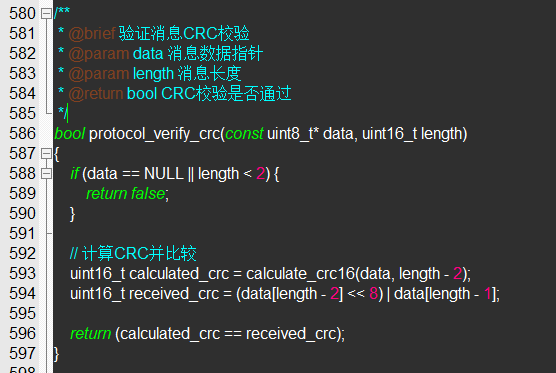 580 /**
581  * @brief 验证消息CRC校验
582  * @param data 消息数据指针
583  * @param length 消息长度
584  * @return bool CRC校验是否通过
585  */
586 bool protocol_verify_crc(const uint8_t* data, uint16_t length)
587 {
588     if (data == NULL || length < 2) {
589         return false;
590     }
591
592     // 计算CRC并比较
593     uint16_t calculated_crc = calculate_crc16(data, length - 2);
594     uint16_t received_crc = (data[length - 2] << 8) | data[length - 1];
595
596     return (calculated_crc == received_crc);
597 }
598